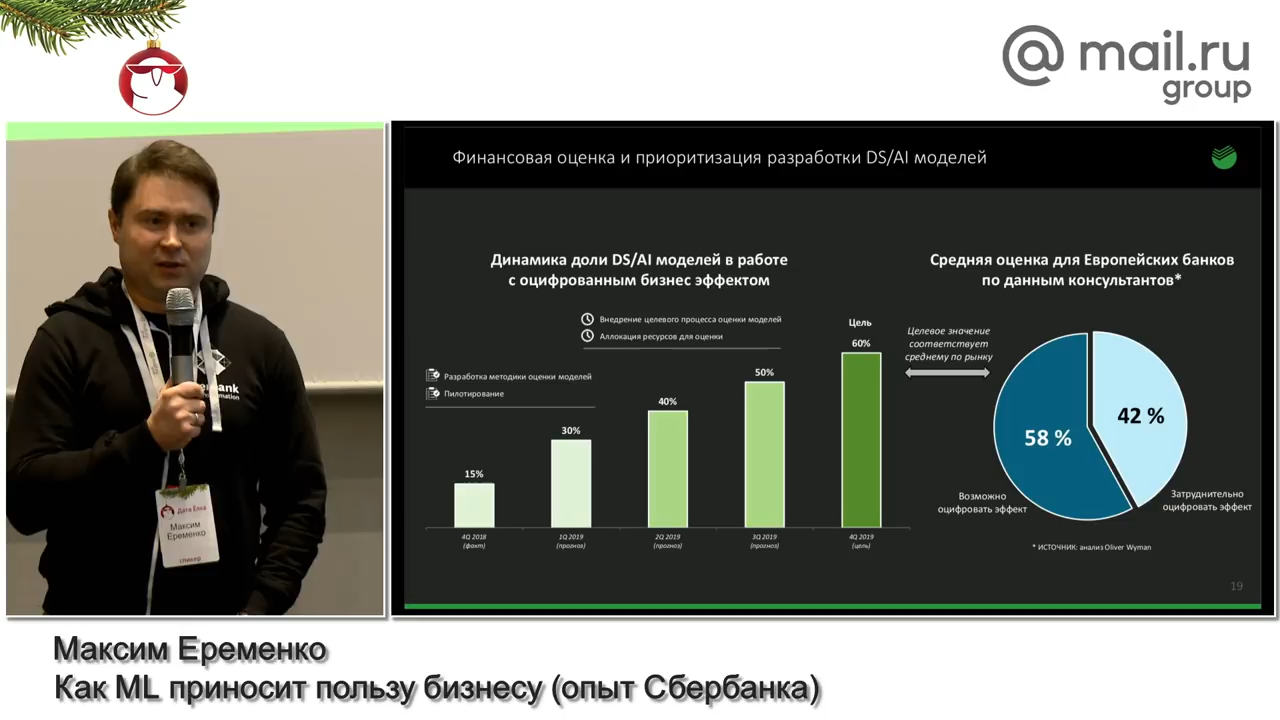 @mail.ru
group
Финансовая оценка и приоритизация разработки DS/AI моделей
Динамика доли DS/AI моделей в работе
с оцифрованным бизнес эффектом
Внедрение целевого процесса оценки моделей
Аллокация ресурсов для оценки
Разработка методики оценки моделей
Пилотирование
15%
30%
40%
50%
Цель
60%
4Q 2018
(факт)
1Q 2019
(прогноз)
2Q 2019
(прогноз)
3Q 2019
(прогноз)
4Q 2019
(цель)
Средняя оценка для Европейских банков
по данным консультантов*
Целевое значение
соответствует
среднему по рынку
58 %
42 %
Возможно
оцифровать эффект
Затруднительно
оцифровать эффект
* ИСТОЧНИК: анализ Oliver Wyman
19
Дата Ёлка
Максим
Еременко
спикер
Максим Еременко
Как ML приносит пользу бизнесу (опыт Сбербанка)